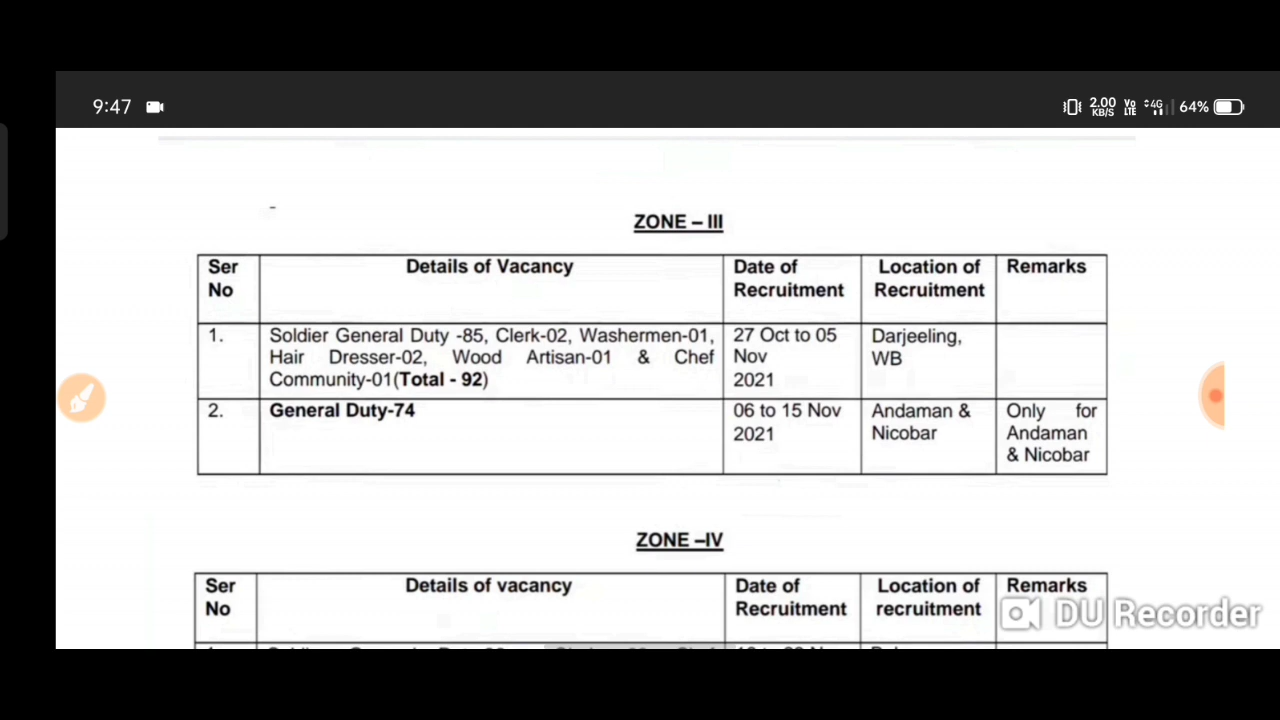 9:47
2.00 KB/S Vo LTE 4G 64%
ZONE – III
Ser No Details of Vacancy Date of Recruitment Location of Recruitment Remarks
1. Soldier General Duty -85, Clerk-02, Washermen-01,
Hair Dresser-02, Wood Artisan-01 & Chef
Community-01(Total - 92)
27 Oct to 05
Nov
2021
Darjeeling,
WB
2. General Duty-74
06 to 15 Nov
2021
Andaman &
Nicobar
Only for
Andaman
& Nicobar
ZONE –IV
Ser No Details of vacancy Date of Recruitment Location of recruitment Remarks
DU Recorder